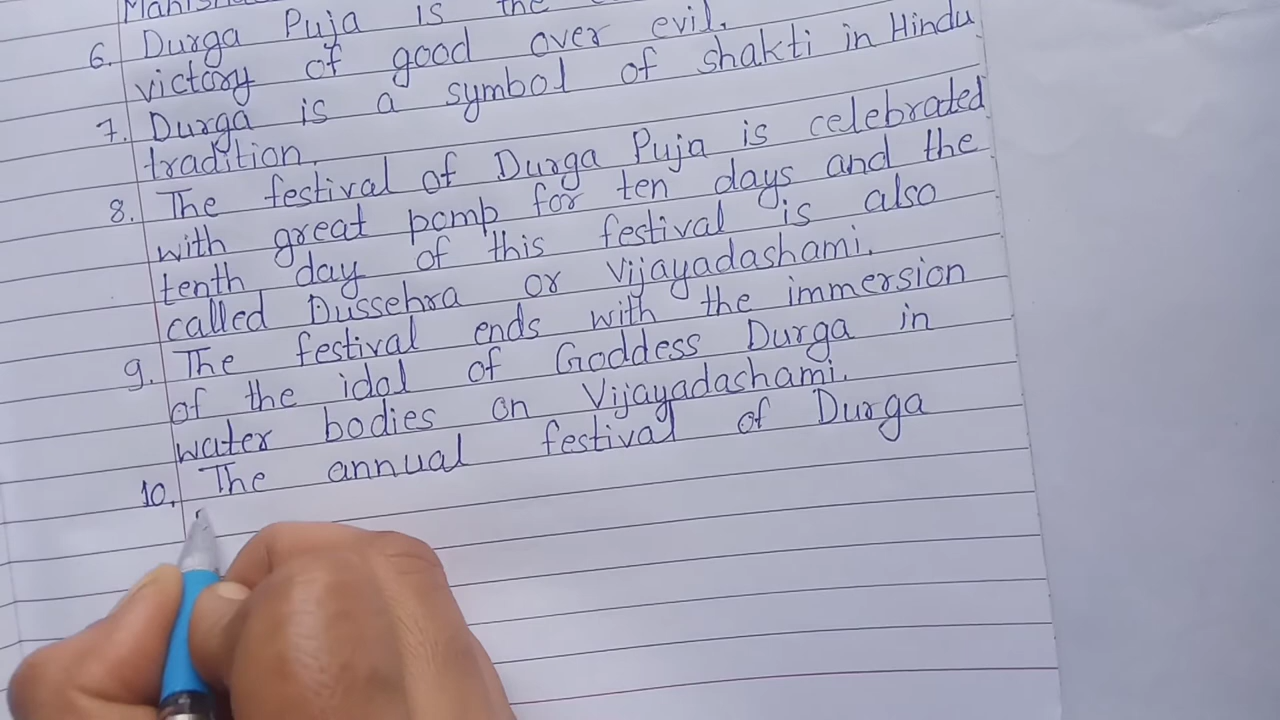 6. Durga Puja is the
victory of good over evil.
7. Durga is a symbol of shakti in Hindu
tradition.
8. The festival of Durga Puja is celebrated
with great pomp for ten days and the
tenth day of this festival is also
called Dussehra or Vijayadashami.
9. The festival ends with the immersion
of the idol of Goddess Durga in
water bodies on Vijayadashami.
10. The annual festival of Durga